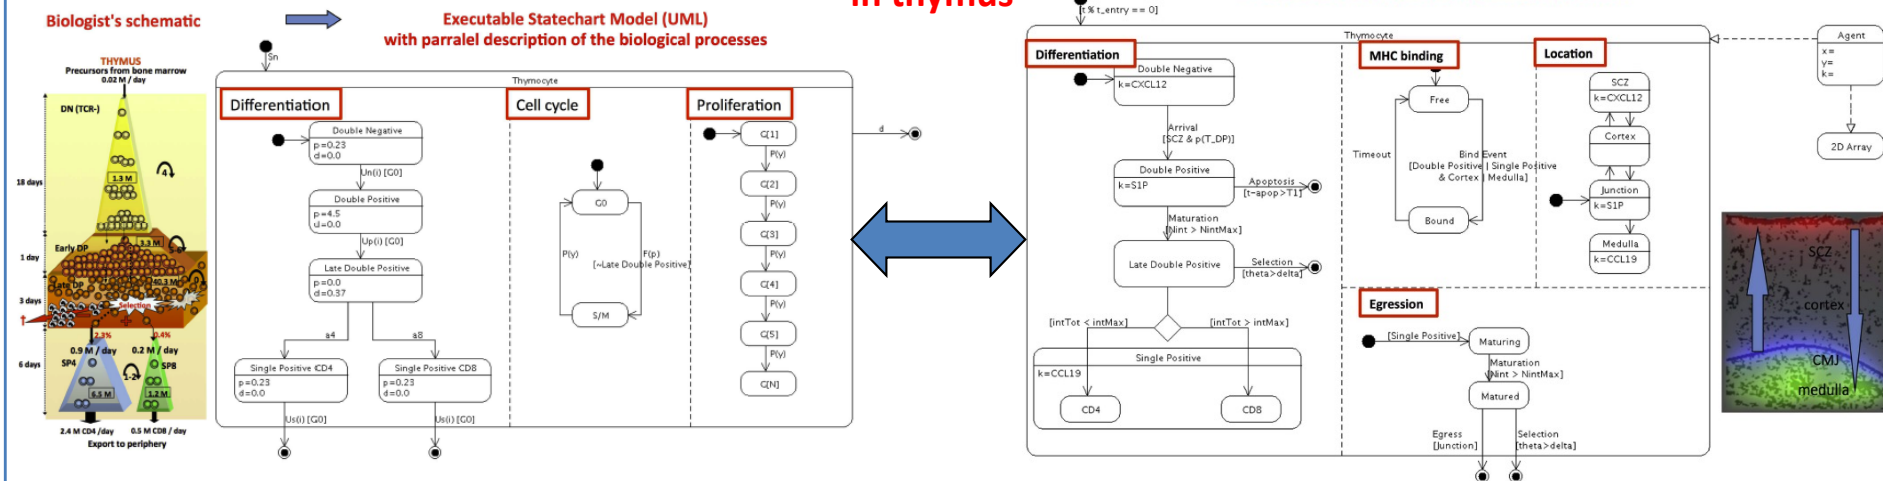 in thymus
Biologist's schematic
Executable Statechart Model (UML)
with parralel description of the biological processes
THYMUS
Precursors from bone marrow
0.02 M / day
DN (TCR-)
18 days
4
1.3 M
Early DP
3.3 M
1 day
Late DP
40.3 M
3 days
Selection
2.3%
0.4%
0.9 M / day
0.2 M / day
6 days
SP4
1-2
SP8
6.5 M
1.2 M
2.4 M CD4 /day
0.5 M CD8 / day
Export to periphery
Sn
Thymocyte
Differentiation
Double Negative
p=0.23
d=0.0
Un(i) [G0]
Double Positive
p=4.5
d=0.0
Up(i) [G0]
Late Double Positive
p=0.0
d=0.37
a4
a8
Single Positive CD4
p=0.23
d=0.0
Single Positive CD8
p=0.23
d=0.0
Us(i) [G0]
Us(i) [G0]
Cell cycle
G0
P(y)
F(p)
[~Late Double Positive]
S/M
Proliferation
G[1]
P(y)
G[2]
P(y)
G[3]
P(y)
G[4]
P(y)
G[5]
P(y)
G[N]
d
[t % t_entry == 0]
Thymocyte
Differentiation
Double Negative
k=CXCL12
Arrival
[SCZ & p(T_DP)]
Double Positive
k=S1P
Apoptosis
[t-apop>T1]
Maturation
[Nint > NintMax]
Late Double Positive
Selection
[theta>delta]
[intTot < intMax]
[intTot > intMax]
Single Positive
k=CCL19
CD4
CD8
MHC binding
Free
Timeout
Bind Event
[Double Positive | Single Positive
& Cortex | Medulla]
Bound
Location
SCZ
k=CXCL12
Cortex
Junction
k=S1P
Medulla
k=CCL19
Egression
[Single Positive]
Maturing
Maturation
[Nint > NintMax]
Matured
Egress
[Junction]
Selection
[theta>delta]
Agent
x=
y=
k=
2D Array
SCZ
cortex
CMJ
medulla